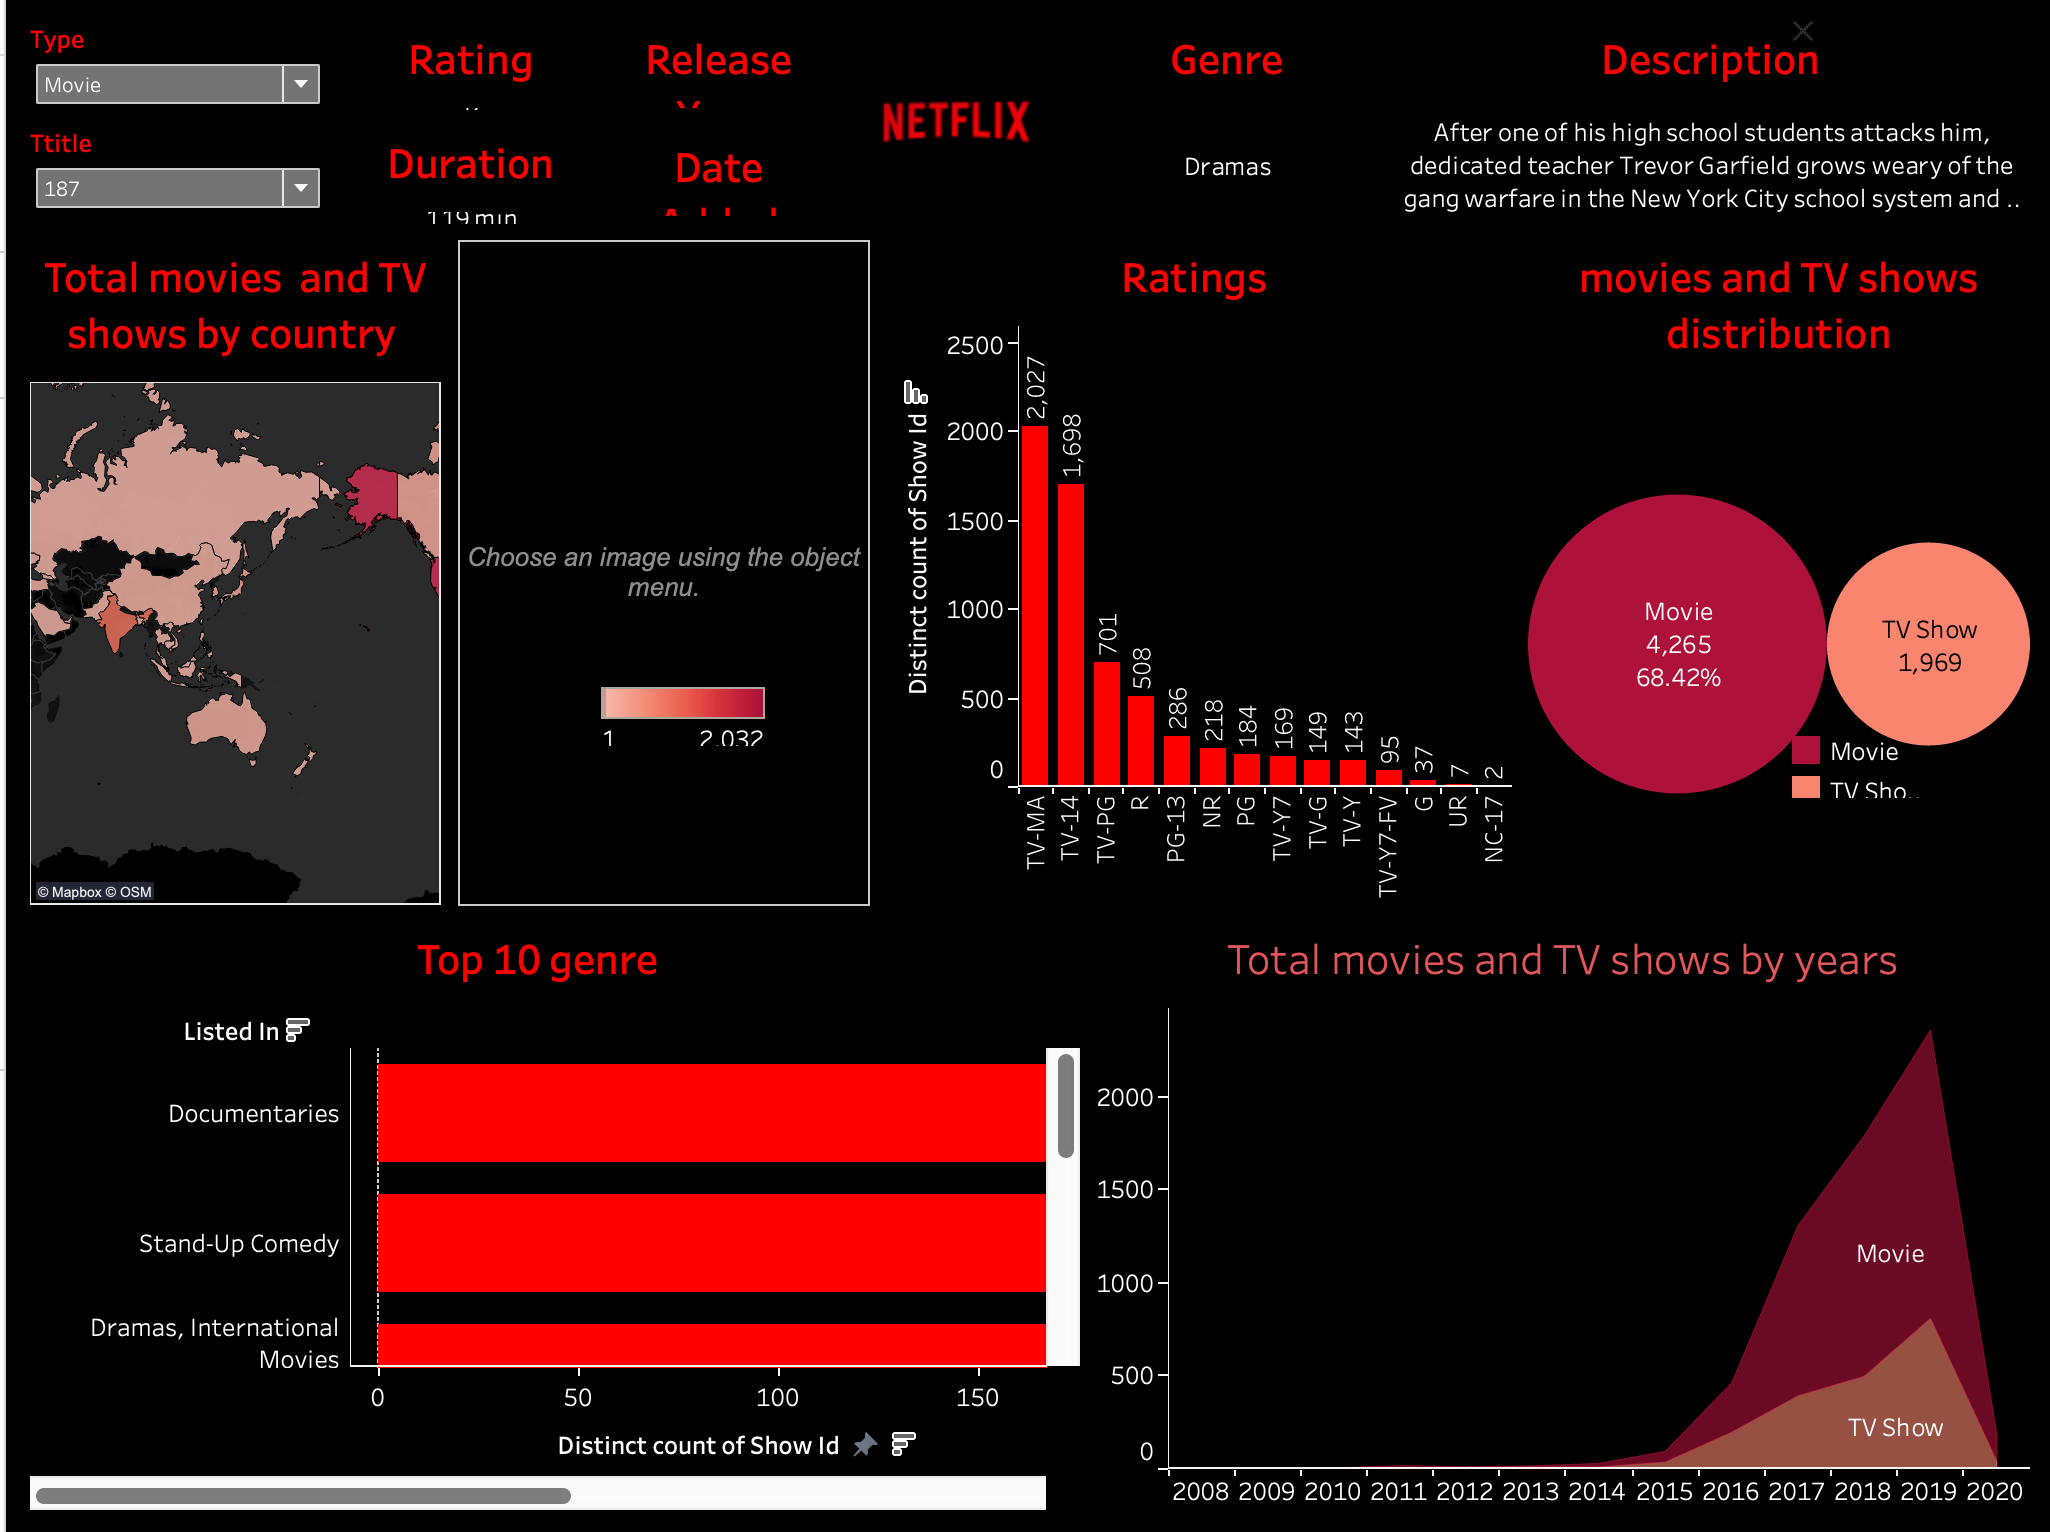 Type
Movie
Ttitle
187
Rating
Release
Duration
119 min
Date
Added
NETFLIX
Genre
Dramas
Description
After one of his high school students attacks him,
dedicated teacher Trevor Garfield grows weary of the
gang warfare in the New York City school system and ..
Total movies and TV
shows by country
© Mapbox © OSM
Choose an image using the object
menu.
1
2,032
Ratings
Distinct count of Show Id
2500
2000
1500
1000
500
0
2,027
1,698
701
508
286
218
184
169
149
143
95
37
7
2
TV-MA
TV-14
TV-PG
R
PG-13
NR
PG
TV-Y7
TV-G
TV-Y
TV-Y7-FV
G
UR
NC-17
movies and TV shows
distribution
Movie
4,265
68.42%
TV Show
1,969
Movie
TV Sho..
Top 10 genre
Listed In
Documentaries
Stand-Up Comedy
Dramas, International
Movies
0 50 100 150
Distinct count of Show Id
Total movies and TV shows by years
2000
1500
1000
500
0
Movie
TV Show
2008 2009 2010 2011 2012 2013 2014 2015 2016 2017 2018 2019 2020